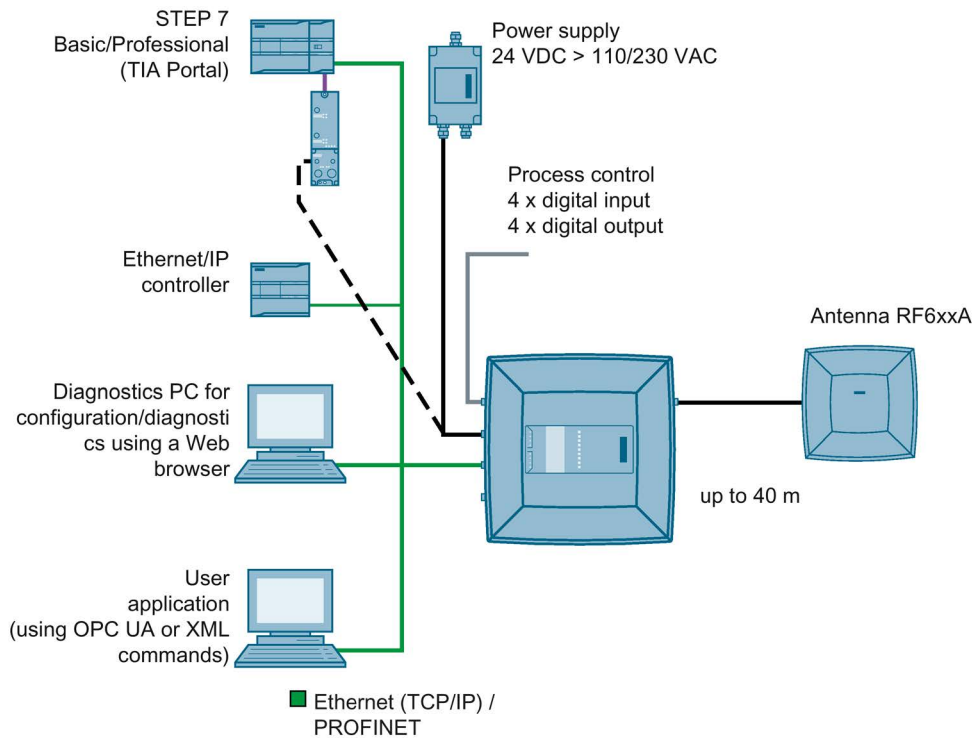 STEP 7
Basic/Professional
(TIA Portal)
Power supply
24 VDC > 110/230 VAC
Process control
4 x digital input
4 x digital output
Ethernet/IP
controller
Antenna RF6xxA
Diagnostics PC for
configuration/diagnosti
cs using a Web
browser
up to 40 m
User
application
(using OPC UA or XML
commands)
Ethernet (TCP/IP) /
PROFINET